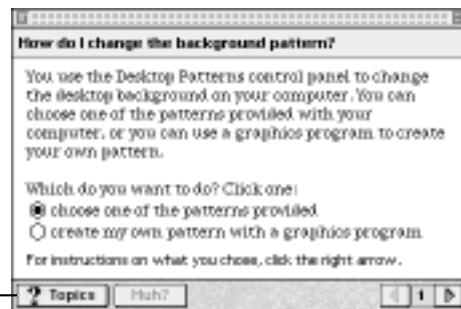 How do I change the background pattern?
You use the Desktop Patterns control panel to change
the desktop background on your computer. You can
choose one of the patterns provided with your
computer, or you can use a graphics program to create
your own pattern.
Which do you want to do? Click one:
choose one of the patterns provided
create my own pattern with a graphics program
For instructions on what you chose, click the right arrow.
? Topics Huh? 1